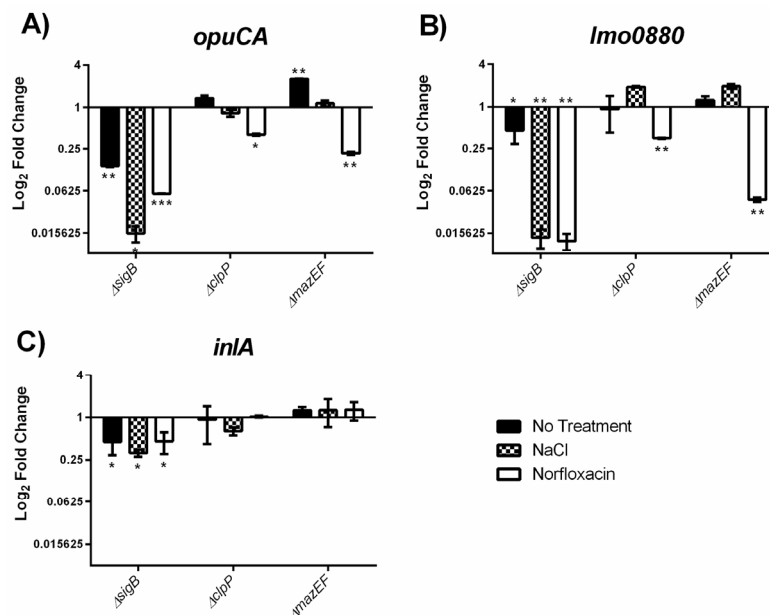 A)
opuCA
Log2 Fold Change
4
1
0.25
0.0625
0.015625
**
*
***
*
**
**
ΔsigB
ΔclpP
ΔmazEF
B)
lmo0880
Log2 Fold Change
4
1
0.25
0.0625
0.015625
*
**
**
**
**
ΔsigB
ΔclpP
ΔmazEF
C)
inlA
Log2 Fold Change
4
1
0.25
0.0625
0.015625
*
*
*
ΔsigB
ΔclpP
ΔmazEF
No Treatment
NaCl
Norfloxacin